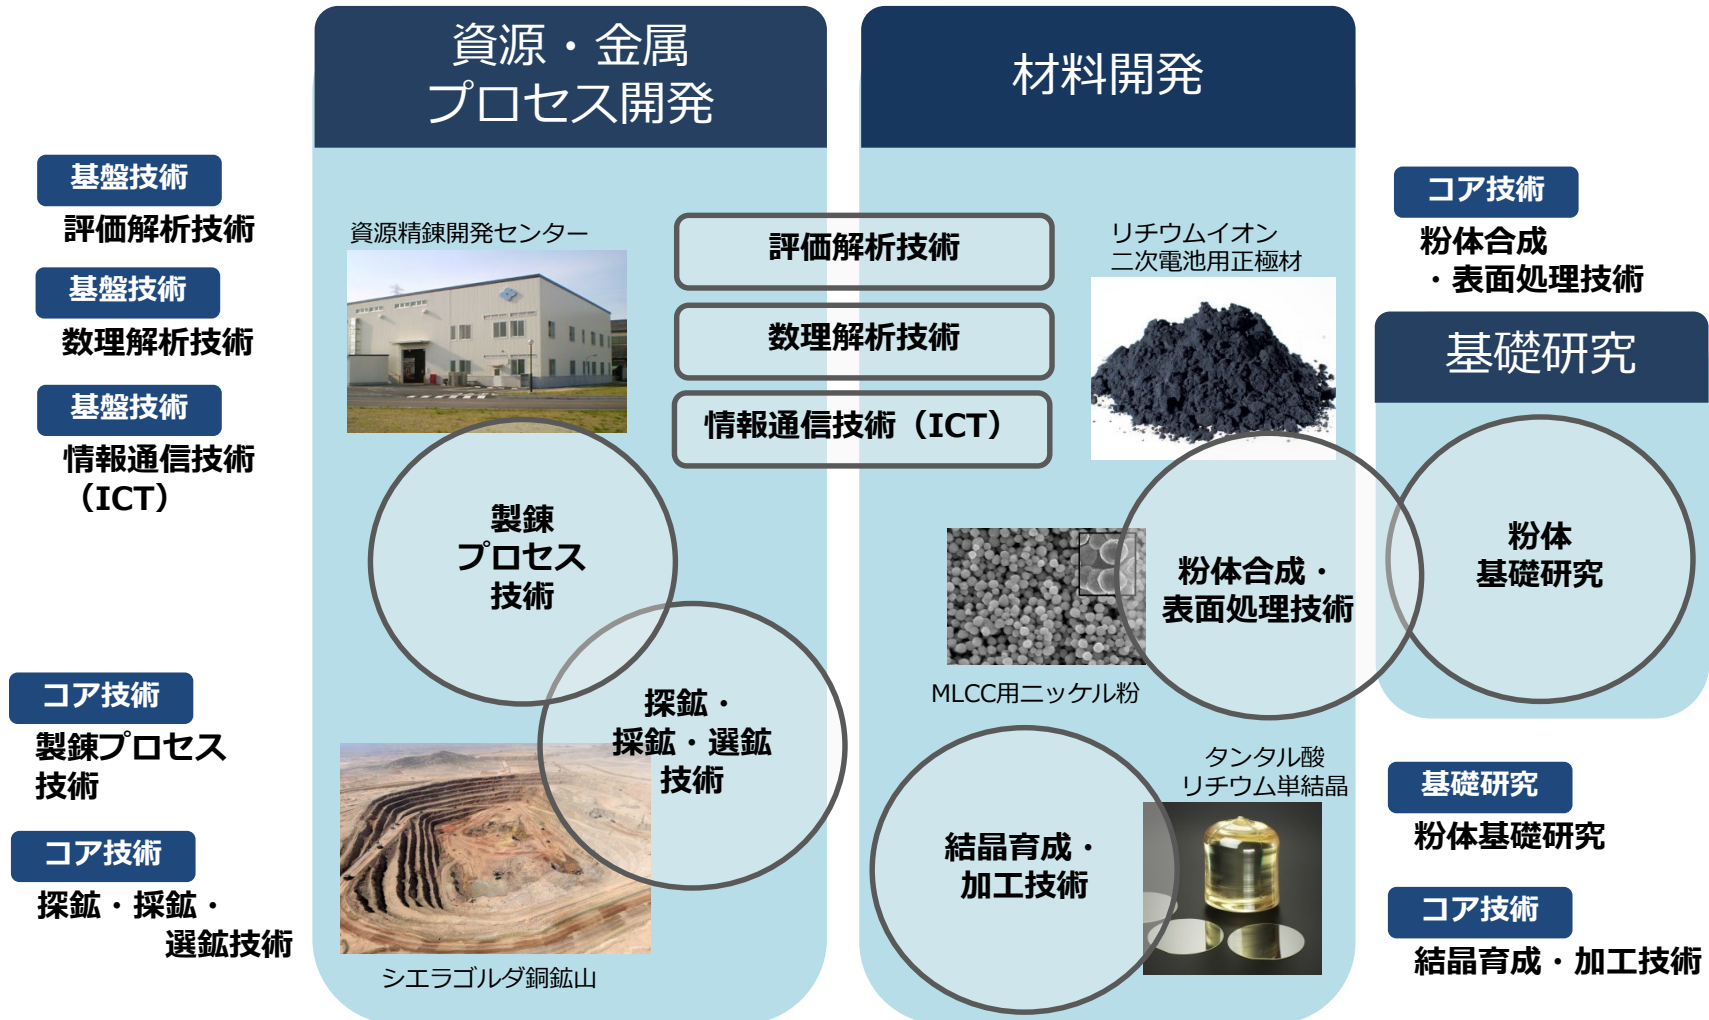 資源・金属
プロセス開発
材料開発
基盤技術
評価解析技術
基盤技術
数理解析技術
基盤技術
情報通信技術
（ICT）
コア技術
製錬プロセス
技術
コア技術
探鉱・採鉱・
選鉱技術
資源精錬開発センター
製錬
プロセス
技術
探鉱・
採鉱・選鉱
技術
シエラゴルダ銅鉱山
評価解析技術
数理解析技術
情報通信技術（ICT）
リチウムイオン
二次電池用正極材
MLCC用ニッケル粉
粉体合成・
表面処理技術
タンタル酸
リチウム単結晶
結晶育成・
加工技術
コア技術
粉体合成
・表面処理技術
基礎研究
粉体
基礎研究
基礎研究
粉体基礎研究
コア技術
結晶育成・加工技術